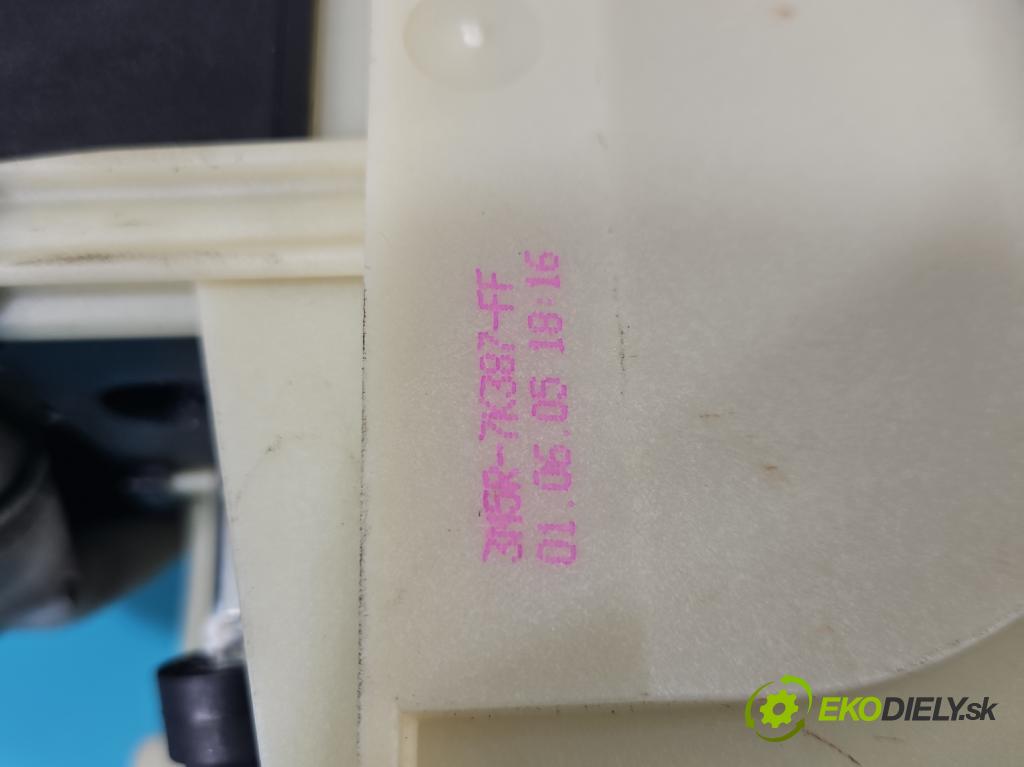 3M5R-7K387-FF
01.06.05 18:16
EKODIELY.sk